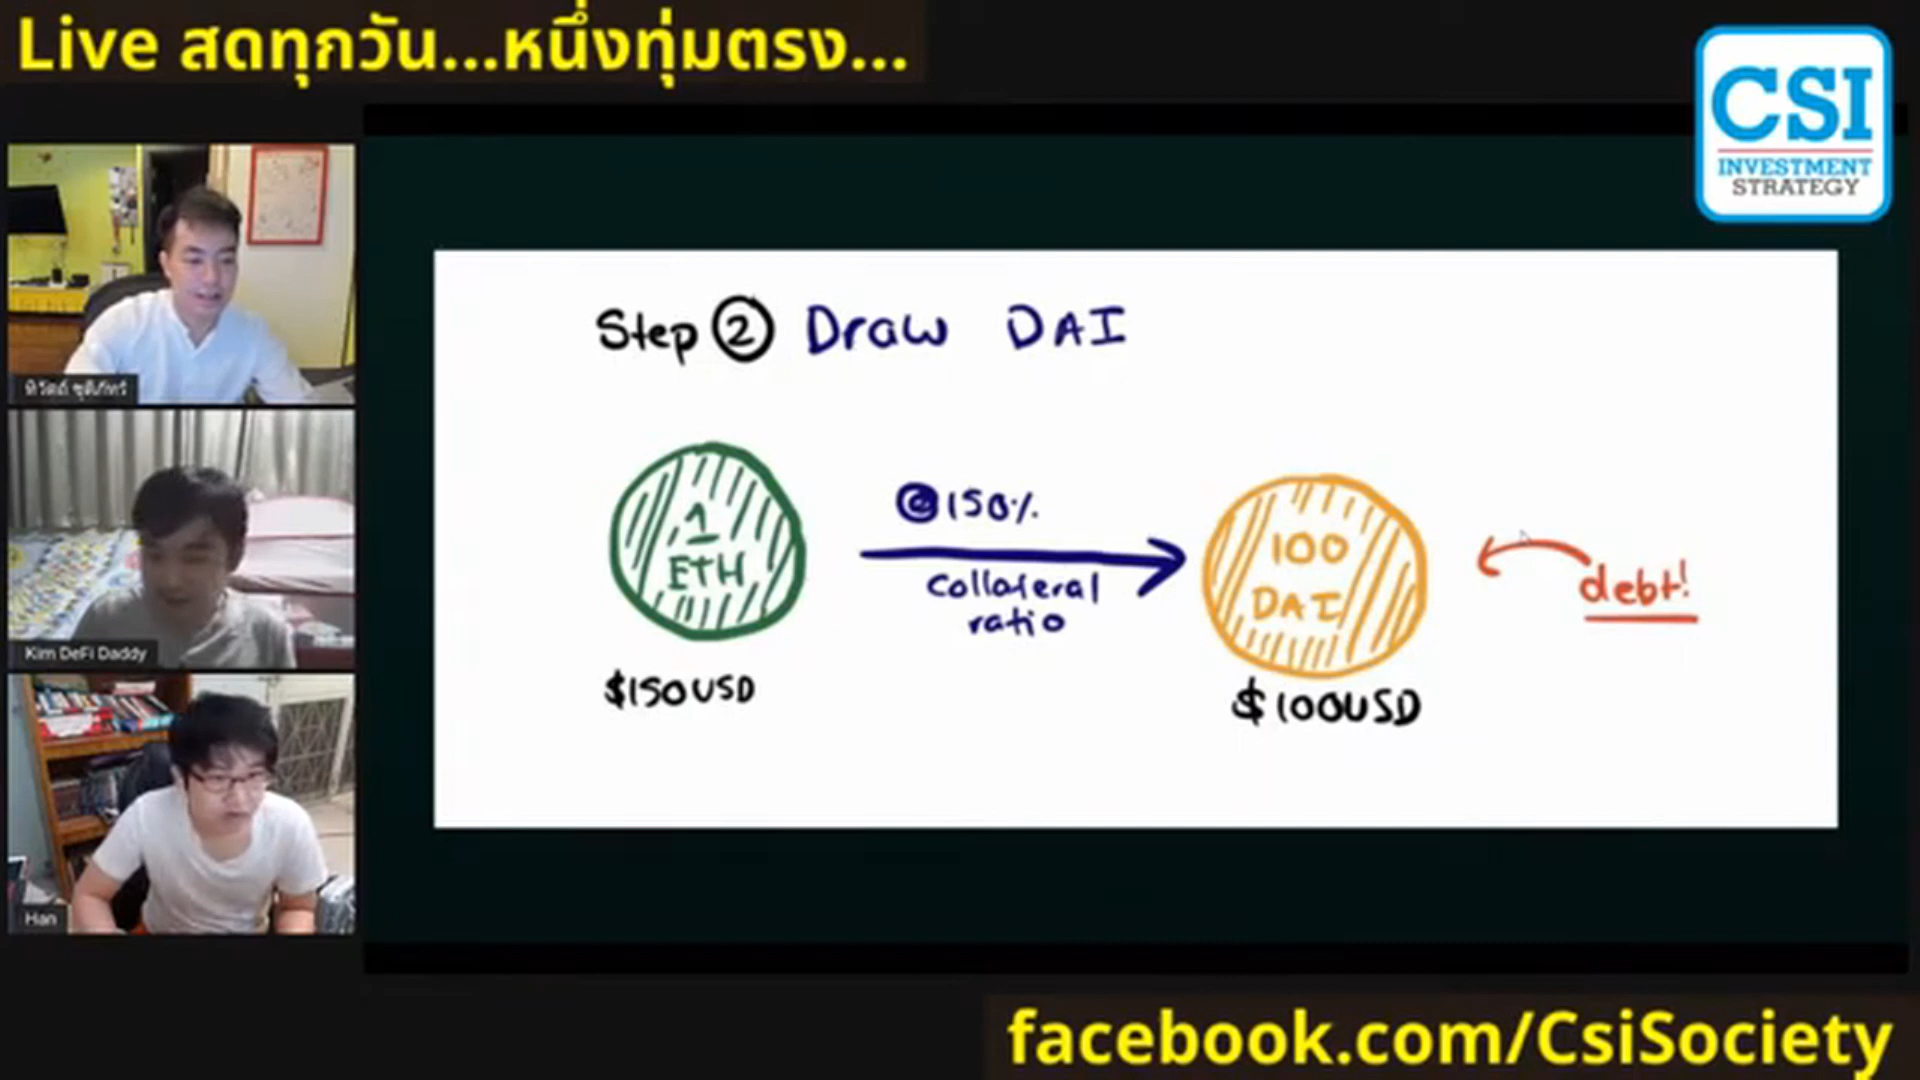 Live สดทุกวัน...หนึ่งทุ่มตรง...
CSI
INVESTMENT
STRATEGY
Step ② Draw DAI
@150%
Collateral
ratio
1
ETH
$150USD
100
DAI
$100USD
debt!
Kim DeFi Daddy
Han
facebook.com/CsiSociety